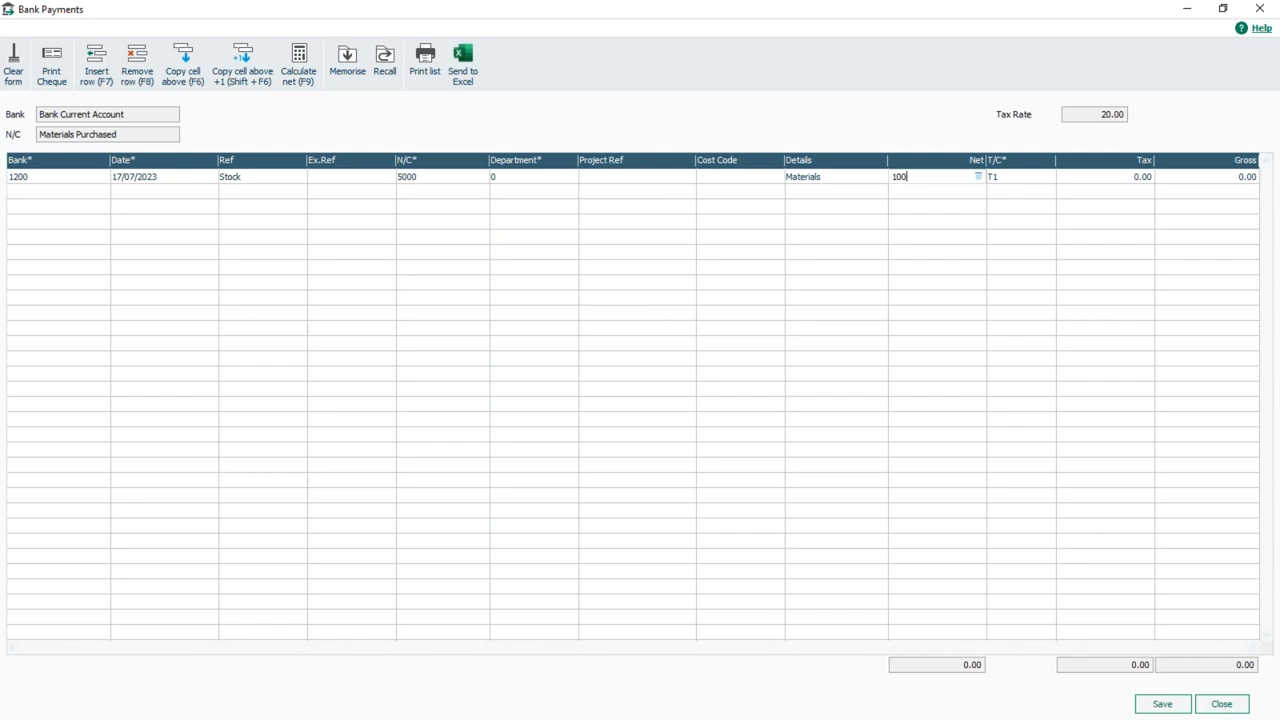 Bank Payments
Help
Clear form
Print Cheque
Insert row (F7)
Remove row (F8)
Copy cell above (F6)
Copy cell above +1 (Shift + F6)
Calculate net (F9)
Memorise
Recall
Print list
Send to Excel
Bank Bank Current Account Tax Rate 20.00
N/C Materials Purchased
Bank* Date* Ref Ex.Ref N/C* Department* Project Ref Cost Code Details Net T/C* Tax Gross
1200 17/07/2023 Stock 5000 0 Materials 100 T1 0.00 0.00
0.00 0.00 0.00
Save Close